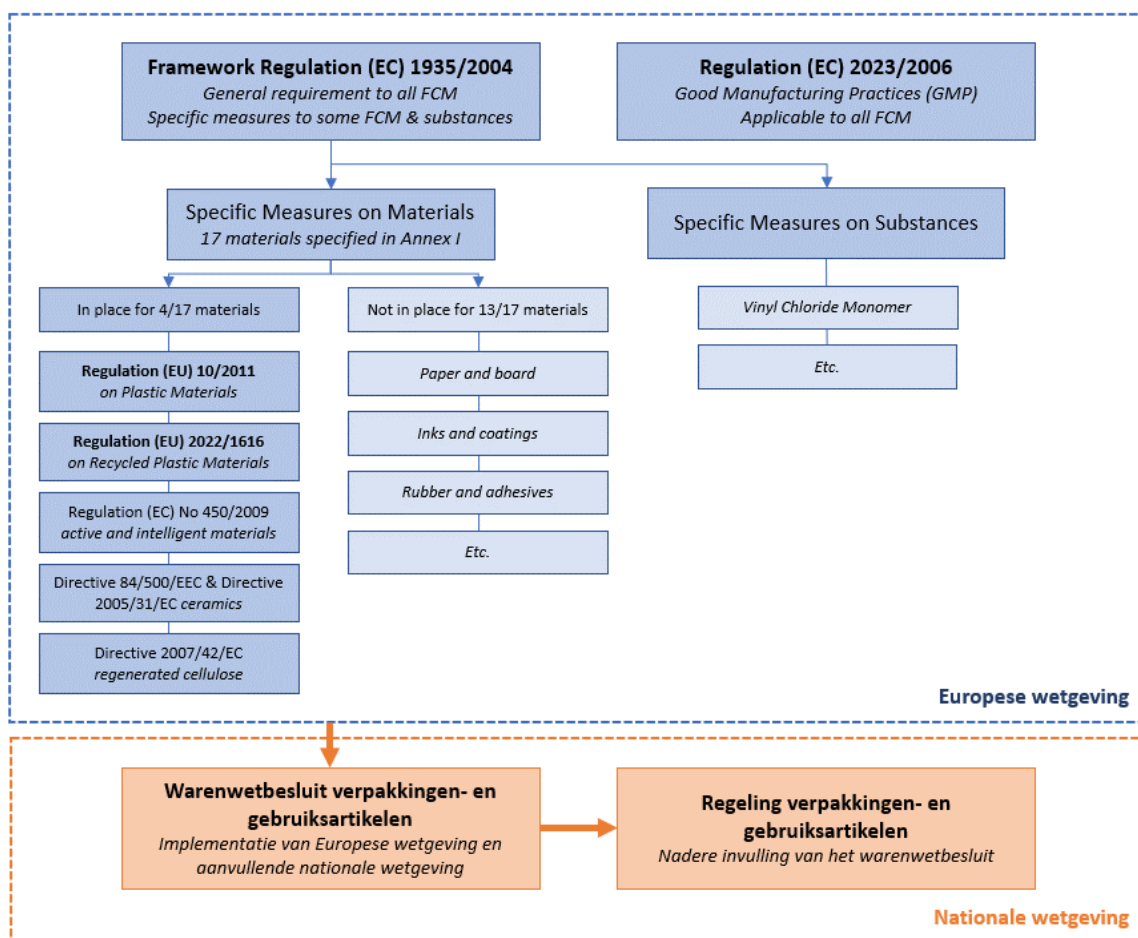 Framework Regulation (EC) 1935/2004
General requirement to all FCM
Specific measures to some FCM & substances
Regulation (EC) 2023/2006
Good Manufacturing Practices (GMP)
Applicable to all FCM
Specific Measures on Materials
17 materials specified in Annex I
Specific Measures on Substances
In place for 4/17 materials
Regulation (EU) 10/2011
on Plastic Materials
Regulation (EU) 2022/1616
on Recycled Plastic Materials
Regulation (EC) No 450/2009
active and intelligent materials
Directive 84/500/EEC & Directive
2005/31/EC ceramics
Directive 2007/42/EC
regenerated cellulose
Not in place for 13/17 materials
Paper and board
Inks and coatings
Rubber and adhesives
Etc.
Vinyl Chloride Monomer
Etc.
Europese wetgeving
Warenwetbesluit verpakkingen- en
gebruiksartikelen
Implementatie van Europese wetgeving en
aanvullende nationale wetgeving
Regeling verpakkingen- en
gebruiksartikelen
Nadere invulling van het warenwetbesluit
Nationale wetgeving